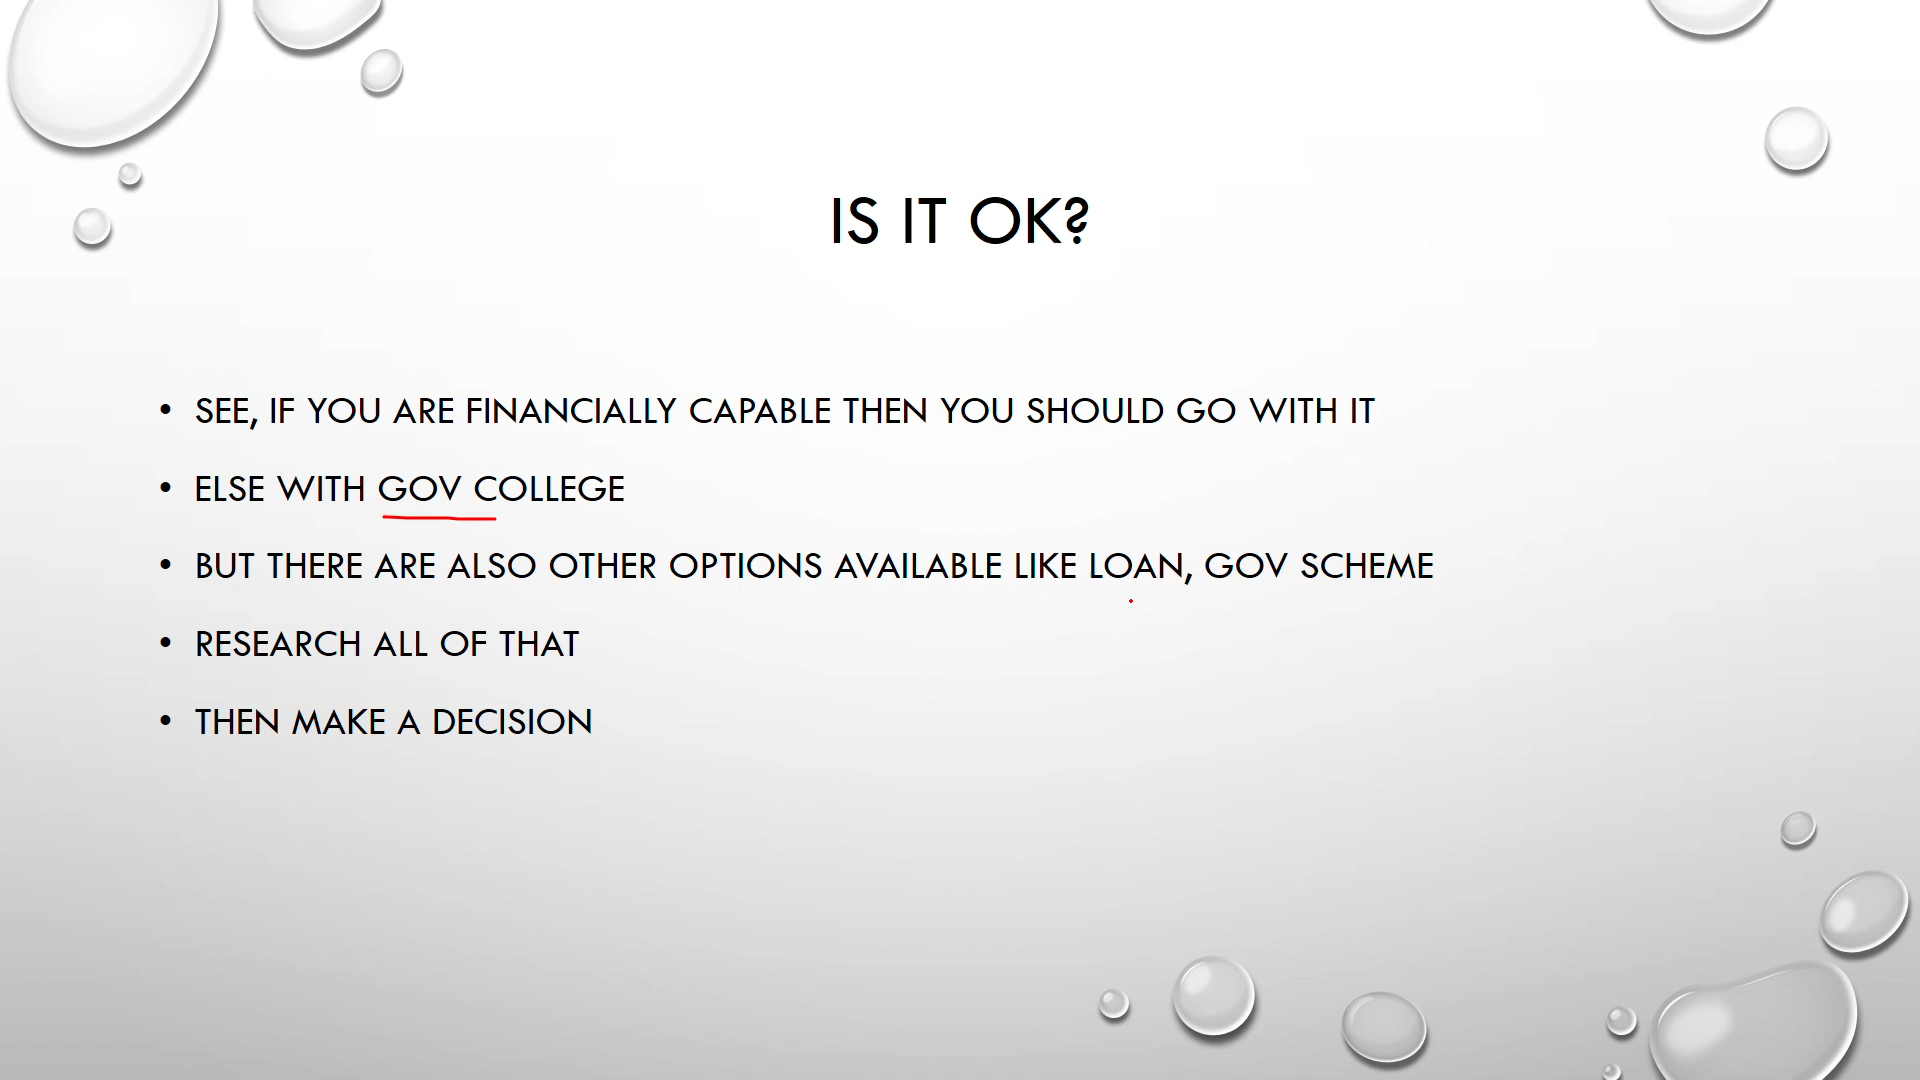 IS IT OK?
• SEE, IF YOU ARE FINANCIALLY CAPABLE THEN YOU SHOULD GO WITH IT
• ELSE WITH GOV COLLEGE
• BUT THERE ARE ALSO OTHER OPTIONS AVAILABLE LIKE LOAN, GOV SCHEME
• RESEARCH ALL OF THAT
• THEN MAKE A DECISION